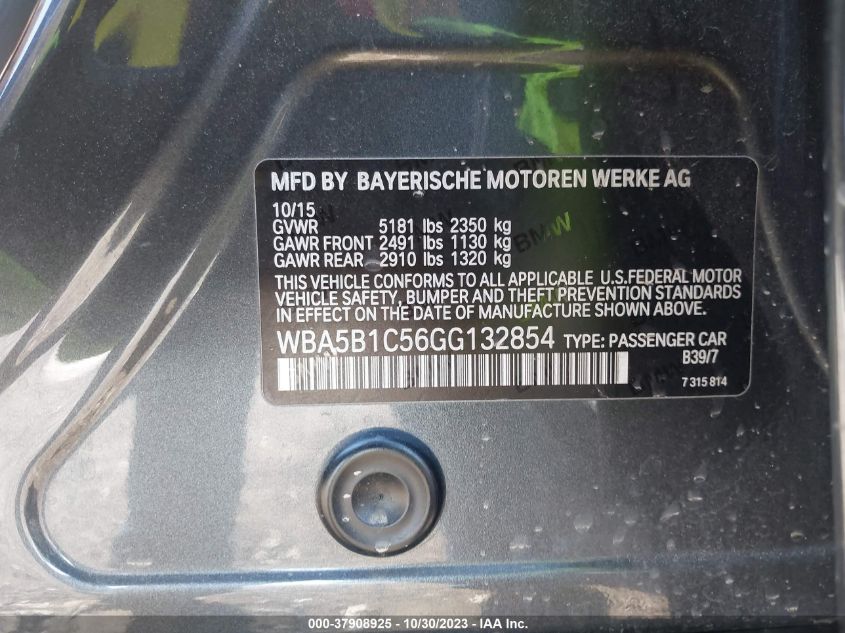 MFD BY BAYERISCHE MOTOREN WERKE AG
10/15
GVWR 5181 lbs 2350 kg
GAWR FRONT 2491 lbs 1130 kg
GAWR REAR 2910 lbs 1320 kg
THIS VEHICLE CONFORMS TO ALL APPLICABLE U.S.FEDERAL MOTOR
VEHICLE SAFETY, BUMPER AND THEFT PREVENTION STANDARDS
IN EFFECT ON THE DATE OF MANUFACTURE SHOWN ABOVE.
WBA5B1C56GG132854 TYPE: PASSENGER CAR
B39/7
7 315 814
000-37908925 - 10/30/2023 - IAA Inc.